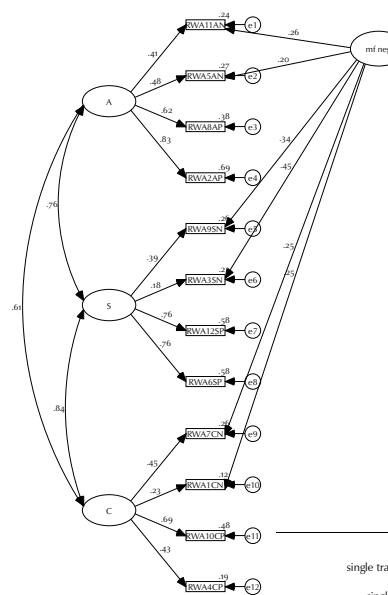 .24
RWA11AN
e1
.26
mf neg
.41
.27
RWA5AN
e2
.20
.48
A
.62
.38
RWA8AP
e3
.83
.69
RWA2AP
e4
.34
.45
.76
RWA9SN
e5
.39
RWA3SN
e6
.18
.25
.25
S
.76
.58
RWA12SP
e7
.61
.76
.58
RWA6SP
e8
.84
RWA7CN
e9
.45
.12
RWA1CN
e10
.23
C
.69
.48
RWA10CP
e11
.43
single tra
.19
RWA4CP
e12